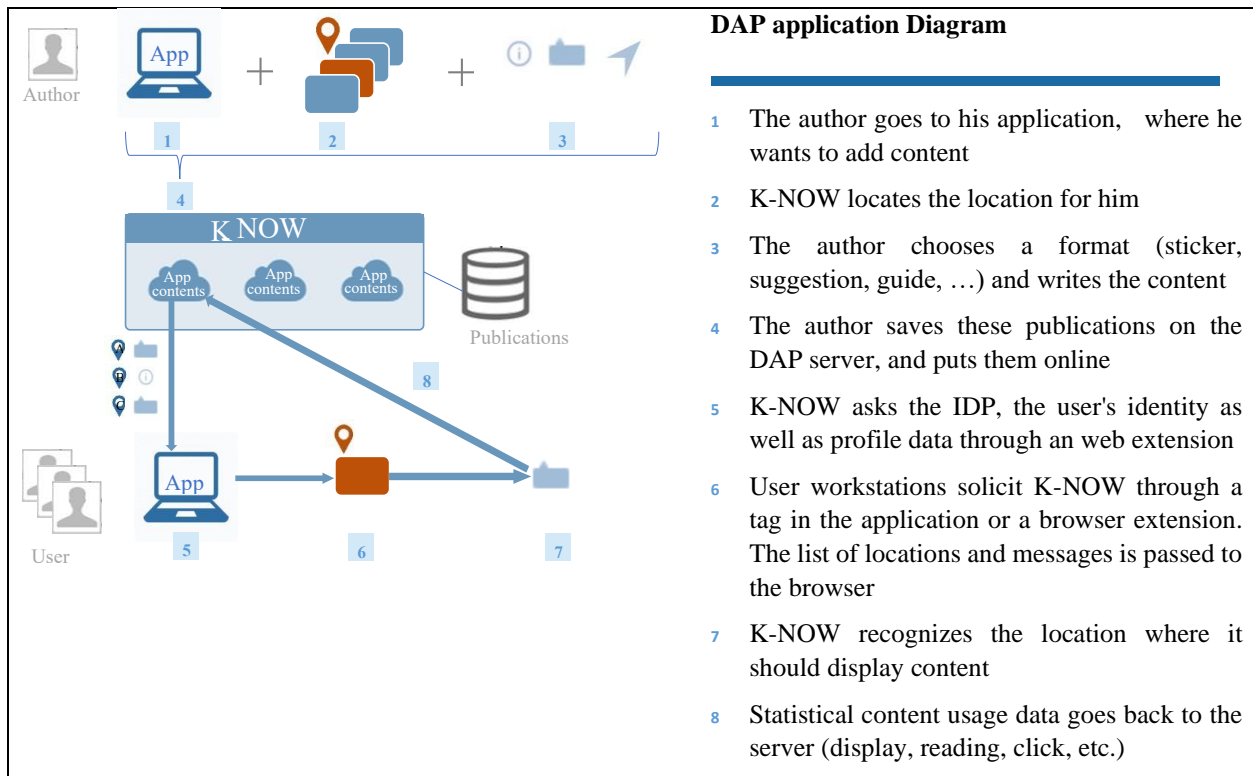 DAP application Diagram
App
Author
1
2
3
4
K NOW
App
contents
App
contents
App
contents
Publications
A
B
C
8
App
User
5
6
7
1 The author goes to his application, where he
wants to add content
2 K-NOW locates the location for him
3 The author chooses a format (sticker,
suggestion, guide, …) and writes the content
4 The author saves these publications on the
DAP server, and puts them online
5 K-NOW asks the IDP, the user's identity as
well as profile data through an web extension
6 User workstations solicit K-NOW through a
tag in the application or a browser extension.
The list of locations and messages is passed to
the browser
7 K-NOW recognizes the location where it
should display content
8 Statistical content usage data goes back to the
server (display, reading, click, etc.)